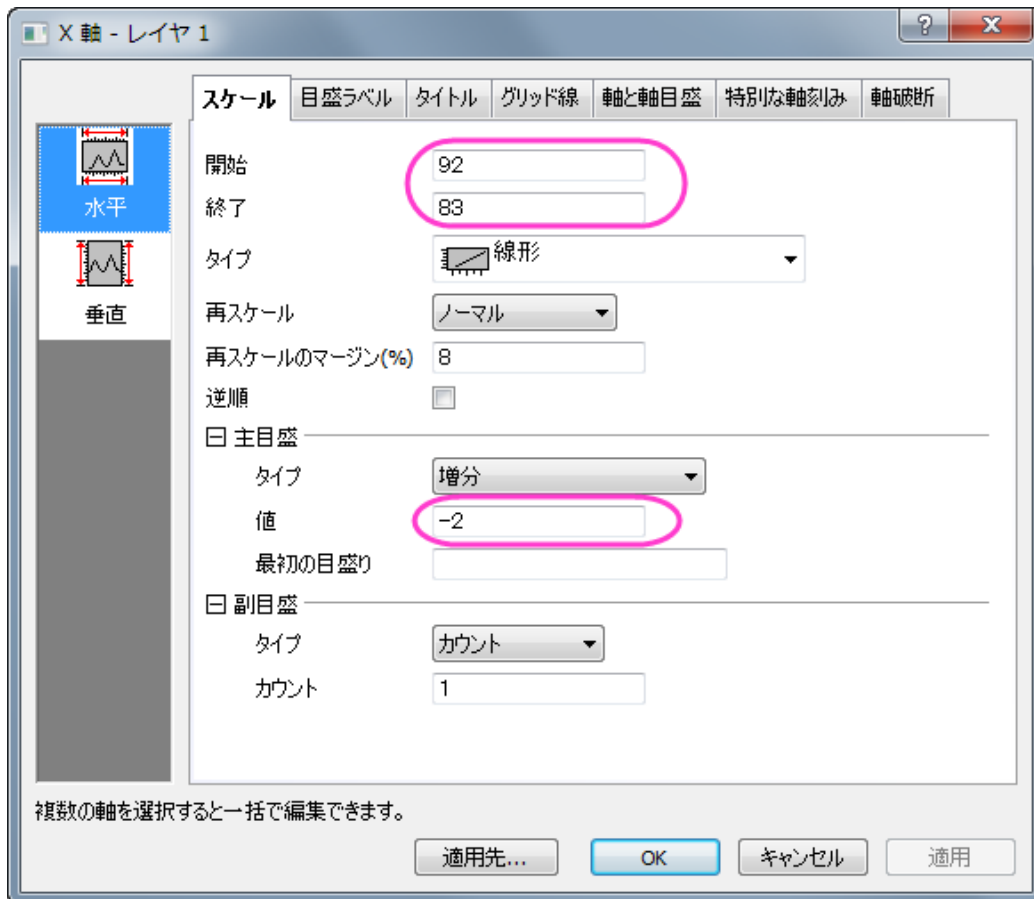 X 軸 - レイヤ 1
?
スケール 目盛ラベル タイトル グリッド線 軸と軸目盛 特別な軸刻み 軸破断
水平
垂直
開始 92
終了 83
タイプ 線形
再スケール ノーマル
再スケールのマージン(%) 8
逆順
主目盛
タイプ 増分
値 -2
最初の目盛り
副目盛
タイプ カウント
カウント 1
複数の軸を選択すると一括で編集できます。
適用先... OK キャンセル 適用